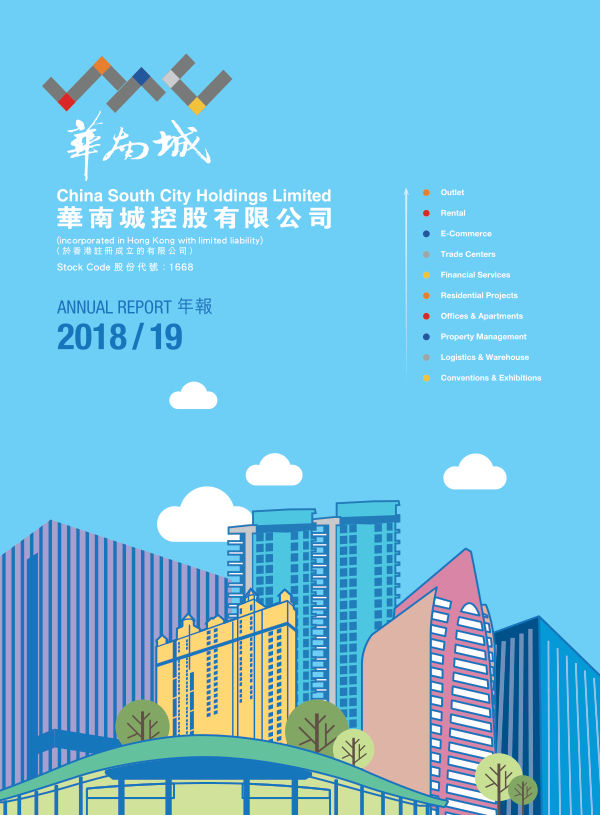 華南城
China South City Holdings Limited
華南城控股有限公司
(incorporated in Hong Kong with limited liability)
(於香港註冊成立的有限公司)
Stock Code 股份代號：1668
ANNUAL REPORT 年報
2018/19
Outlet
Rental
E-Commerce
Trade Centers
Financial Services
Residential Projects
Offices & Apartments
Property Management
Logistics & Warehouse
Conventions & Exhibitions